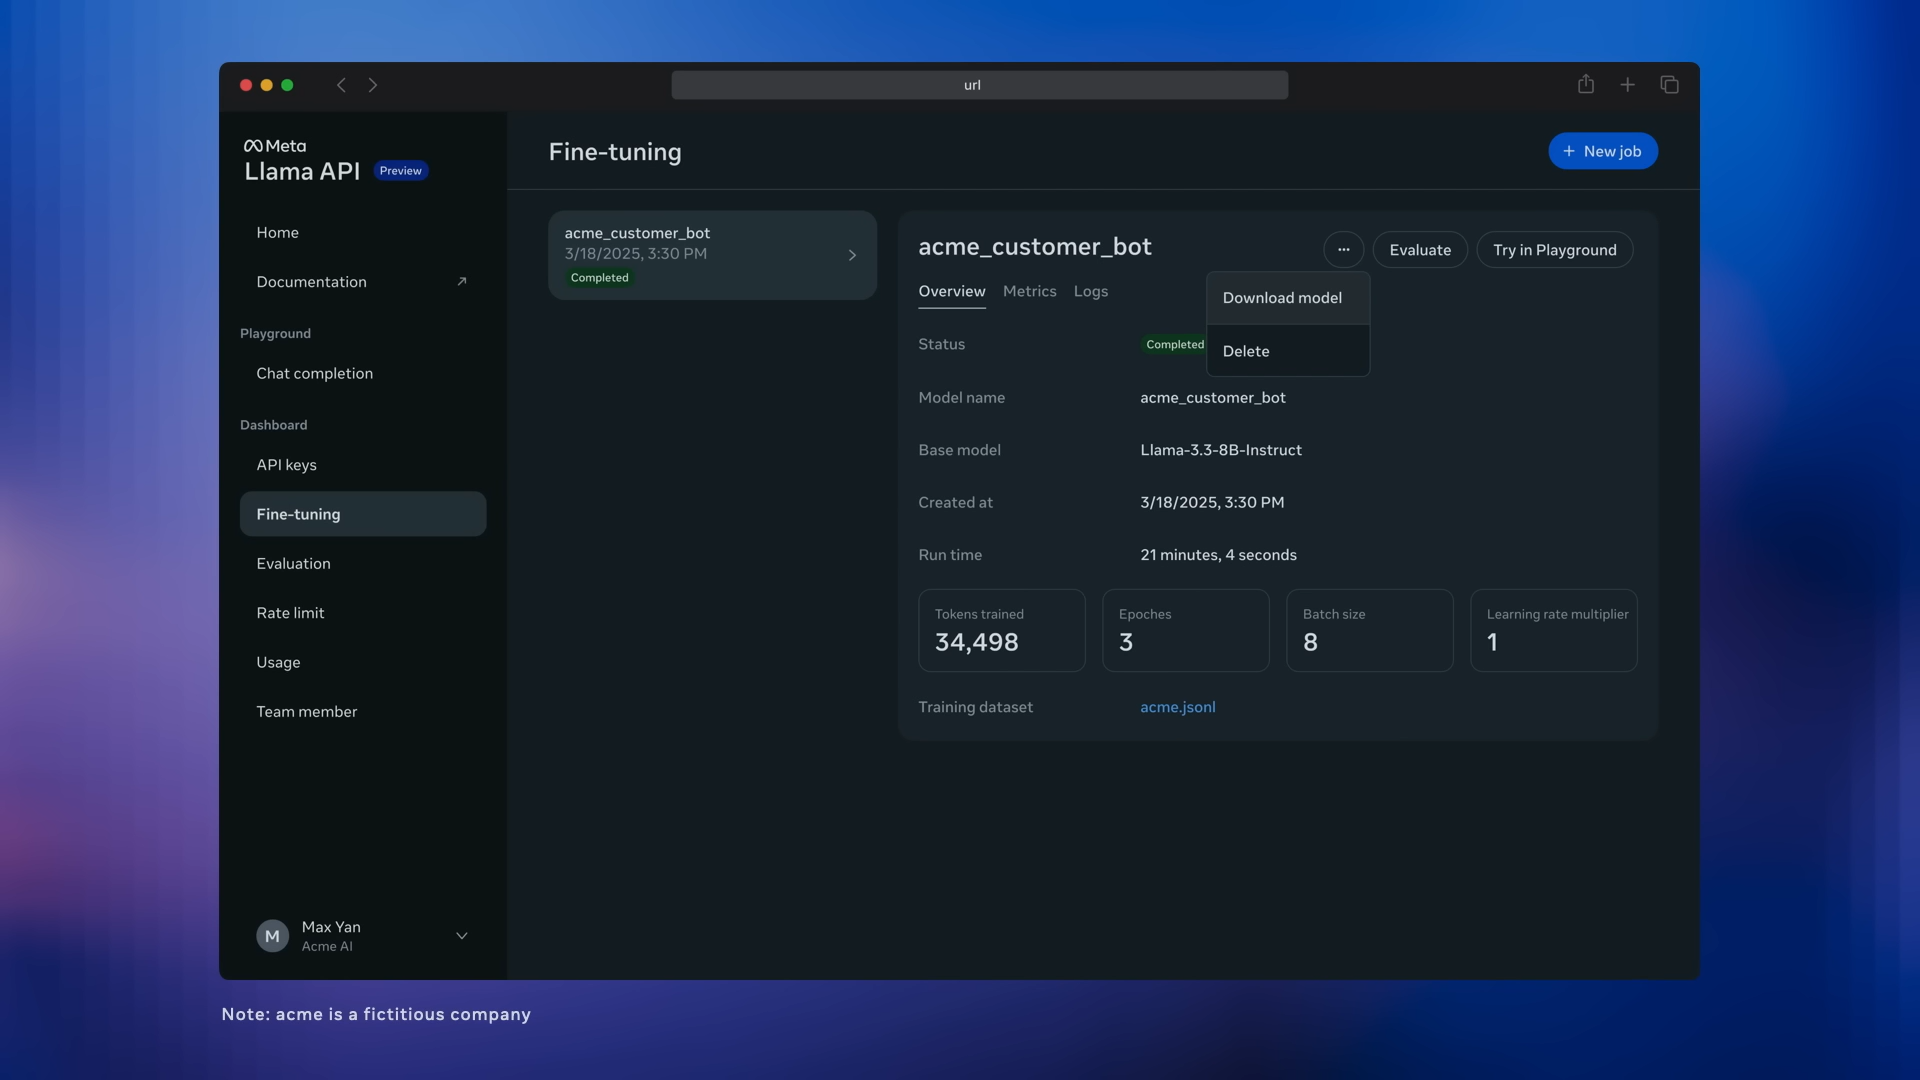 url
Meta
Llama API Preview
Home
Documentation
Playground
Chat completion
Dashboard
API keys
Fine-tuning
Evaluation
Rate limit
Usage
Team member
M
Max Yan
Acme AI
Fine-tuning
+ New job
acme_customer_bot
3/18/2025, 3:30 PM
Completed
acme_customer_bot
Evaluate
Try in Playground
Download model
Delete
Overview Metrics Logs
Status Completed
Model name acme_customer_bot
Base model Llama-3.3-8B-Instruct
Created at 3/18/2025, 3:30 PM
Run time 21 minutes, 4 seconds
Tokens trained
34,498
Epoches
3
Batch size
8
Learning rate multiplier
1
Training dataset acme.jsonl
Note: acme is a fictitious company